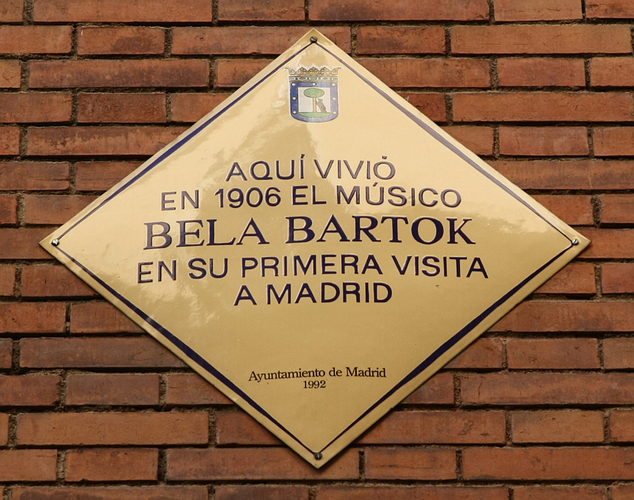 AQUÍ VIVIÓ
EN 1906 EL MÚSICO
BELA BARTOK
EN SU PRIMERA VISITA
A MADRID
Ayuntamiento de Madrid
1992